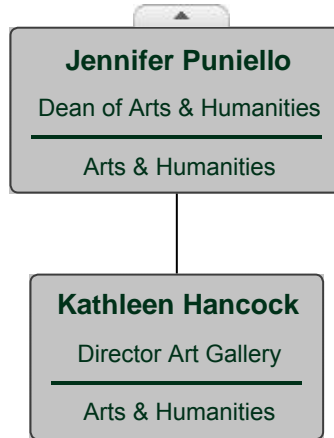 Jennifer Puniello
Dean of Arts & Humanities
Arts & Humanities
Kathleen Hancock
Director Art Gallery
Arts & Humanities